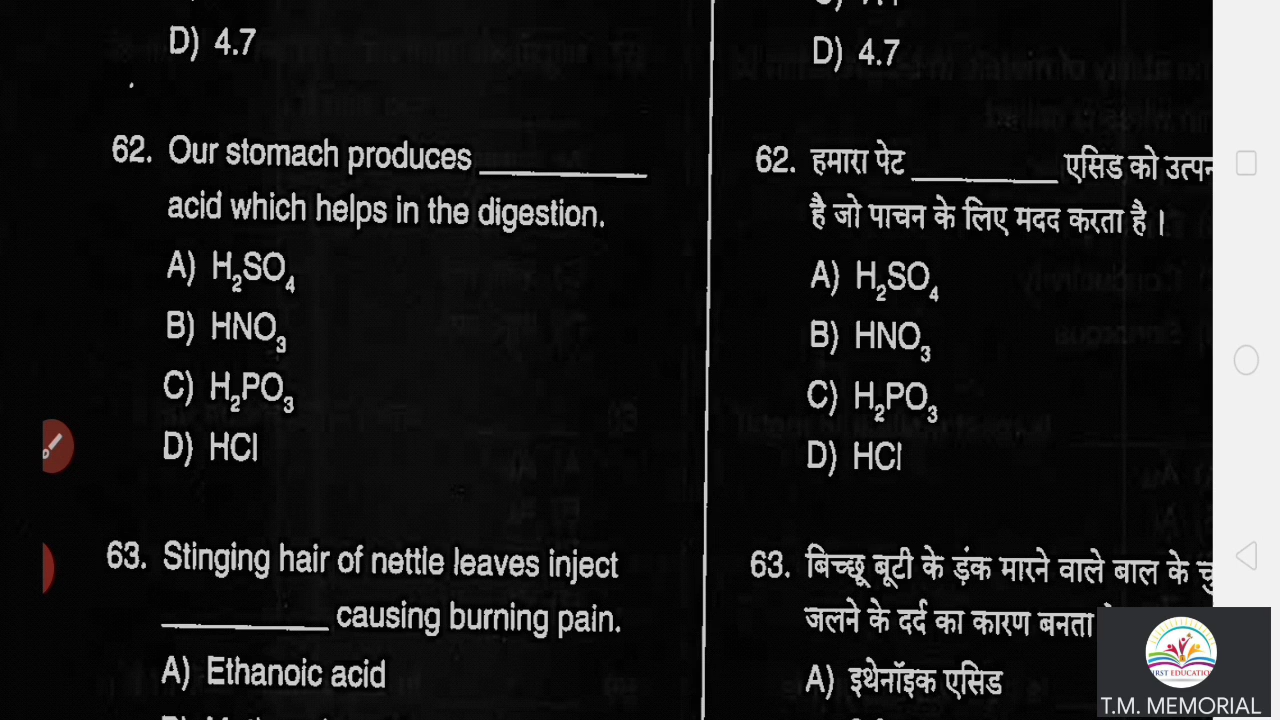 D) 4.7
62. Our stomach produces __________
acid which helps in the digestion.
A) H₂SO₄
B) HNO₃
C) H₂PO₃
D) HCl
63. Stinging hair of nettle leaves inject
__________ causing burning pain.
A) Ethanoic acid
D) 4.7
62. हमारा पेट __________ एसिड को
है जो पाचन के लिए मदद करता है।
A) H₂SO₄
B) HNO₃
C) H₂PO₃
D) HCl
63. बिच्छू बूटी के डंक मारने वाले बाल के
जलने के दर्द का कारण बनता
A) इथेनॉइक एसिड
T.M. MEMORIAL